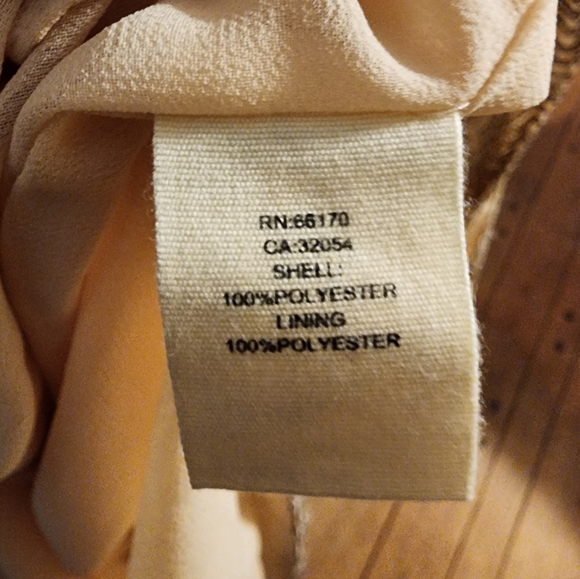 RN:66170
CA:32054
SHELL:
100%POLYESTER
LINING
100%POLYESTER